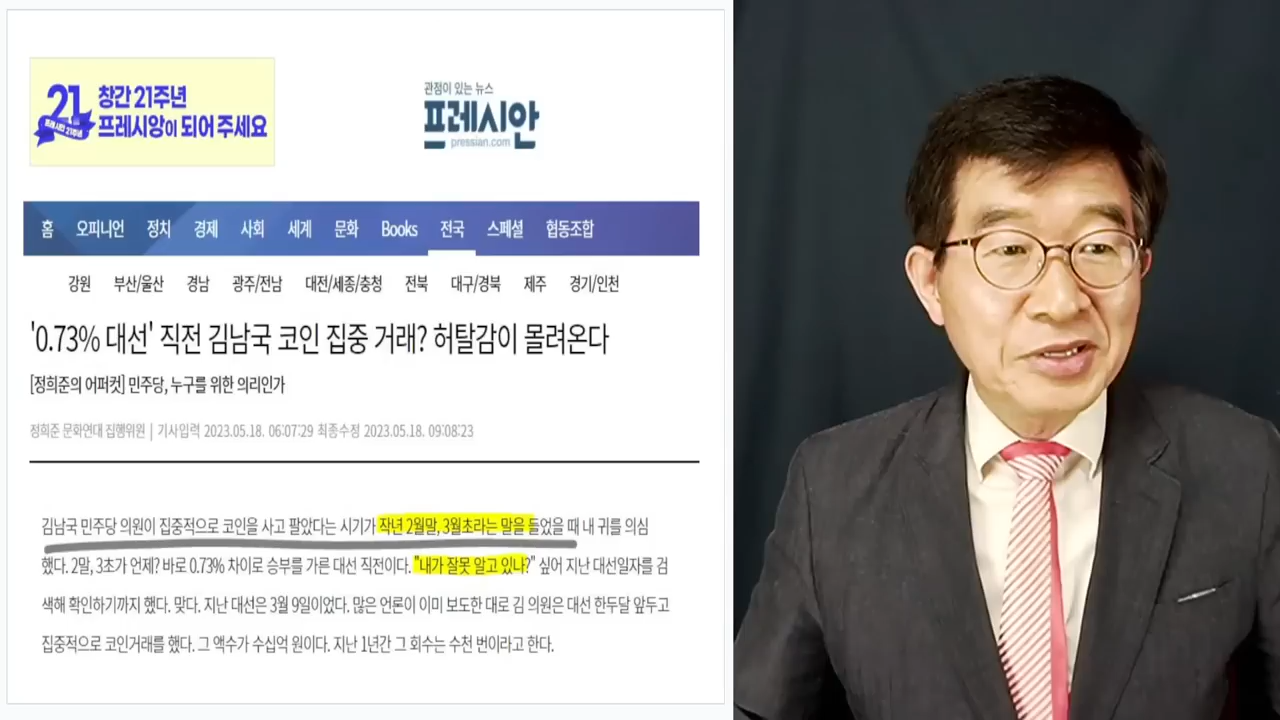 21
창간 21주년
프레시앙이 되어 주세요
프레시안 21주년
관점이 있는 뉴스
프레시안
pressian.com
홈 오피니언 정치 경제 사회 세계 문화 Books 전국 스페셜 협동조합
강원 부산/울산 경남 광주/전남 대전/세종/충청 전북 대구/경북 제주 경기/인천
'0.73% 대선' 직전 김남국 코인 집중 거래? 허탈감이 몰려온다
[정희준의 어퍼컷] 민주당, 누구를 위한 의리인가
정희준 문화연대 집행위원 | 기사입력 2023.05.18. 06:07:29 최종수정 2023.05.18. 09:08:23
김남국 민주당 의원이 집중적으로 코인을 사고 팔았다는 시기가 작년 2월말, 3월초라는 말을 들었을 때 내 귀를 의심
했다. 2말, 3초가 언제? 바로 0.73% 차이로 승부를 가른 대선 직전이다. "내가 잘못 알고 있나?" 싶어 지난 대선일자를 검
색해 확인하기까지 했다. 맞다. 지난 대선은 3월 9일이었다. 많은 언론이 이미 보도한 대로 김 의원은 대선 한두달 앞두고
집중적으로 코인거래를 했다. 그 액수가 수십억 원이다. 지난 1년간 그 회수는 수천 번이라고 한다.